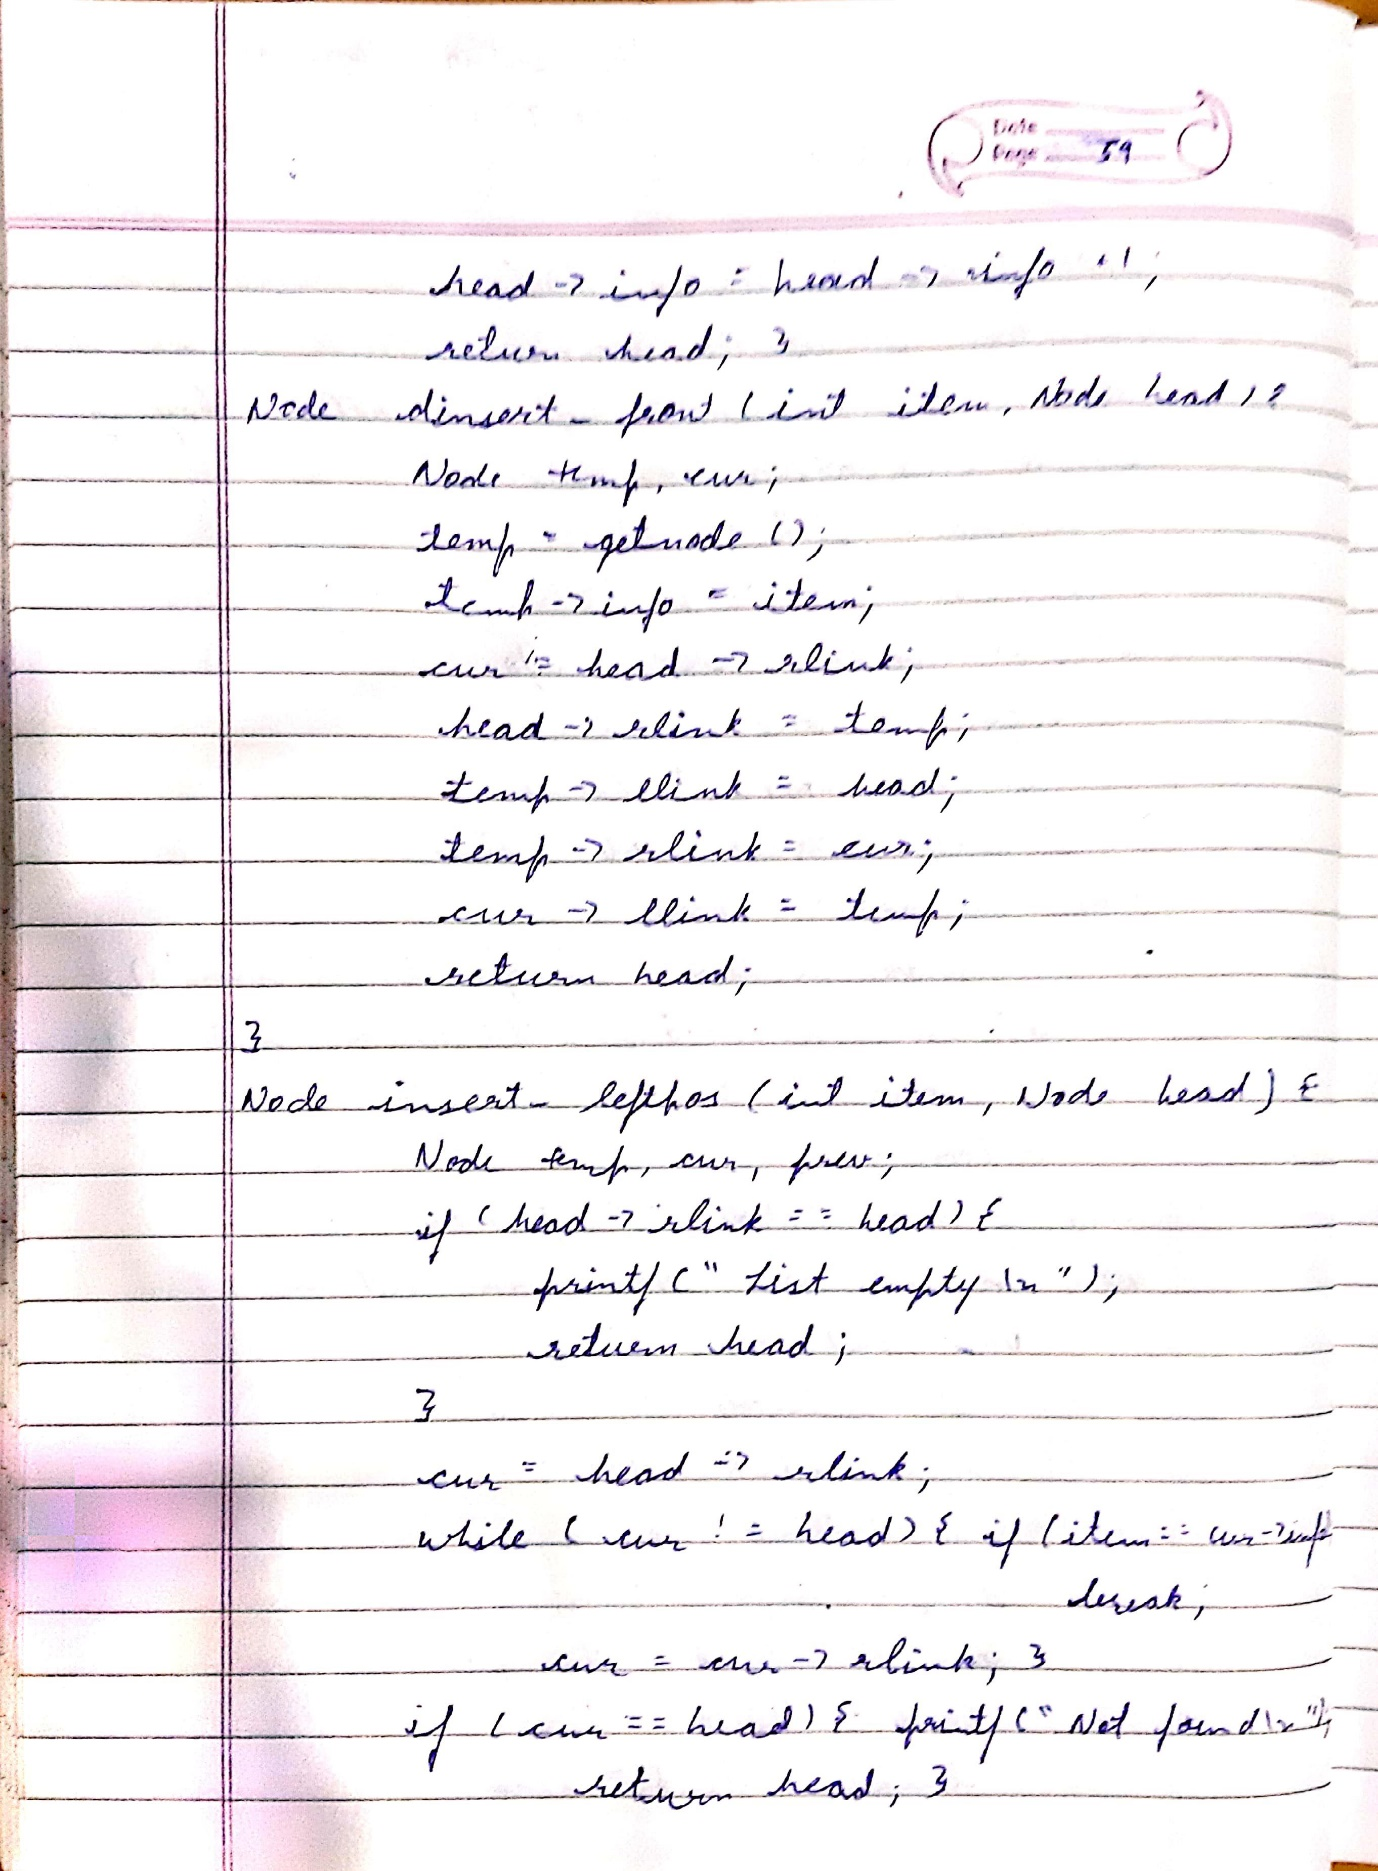 Date
Page 59
head -> info = head -> info +1;
return head; }
Node dinsert_front (int item, Node head) {
Node temp, cur;
temp = getnode ();
temp -> info = item;
cur = head -> rlink;
head -> rlink = temp;
temp -> llink = head;
temp -> rlink = cur;
cur -> llink = temp;
return head;
}
Node insert_leftpos (int item, Node head) {
Node temp, cur, prev;
if (head -> rlink == head) {
printf (" List empty \n ");
return head ;
}
cur = head -> rlink;
while ( cur != head) { if (item == cur->info
break;
cur = cur -> rlink; }
if (cur == head) { printf (" Not found \n ");
return head; }